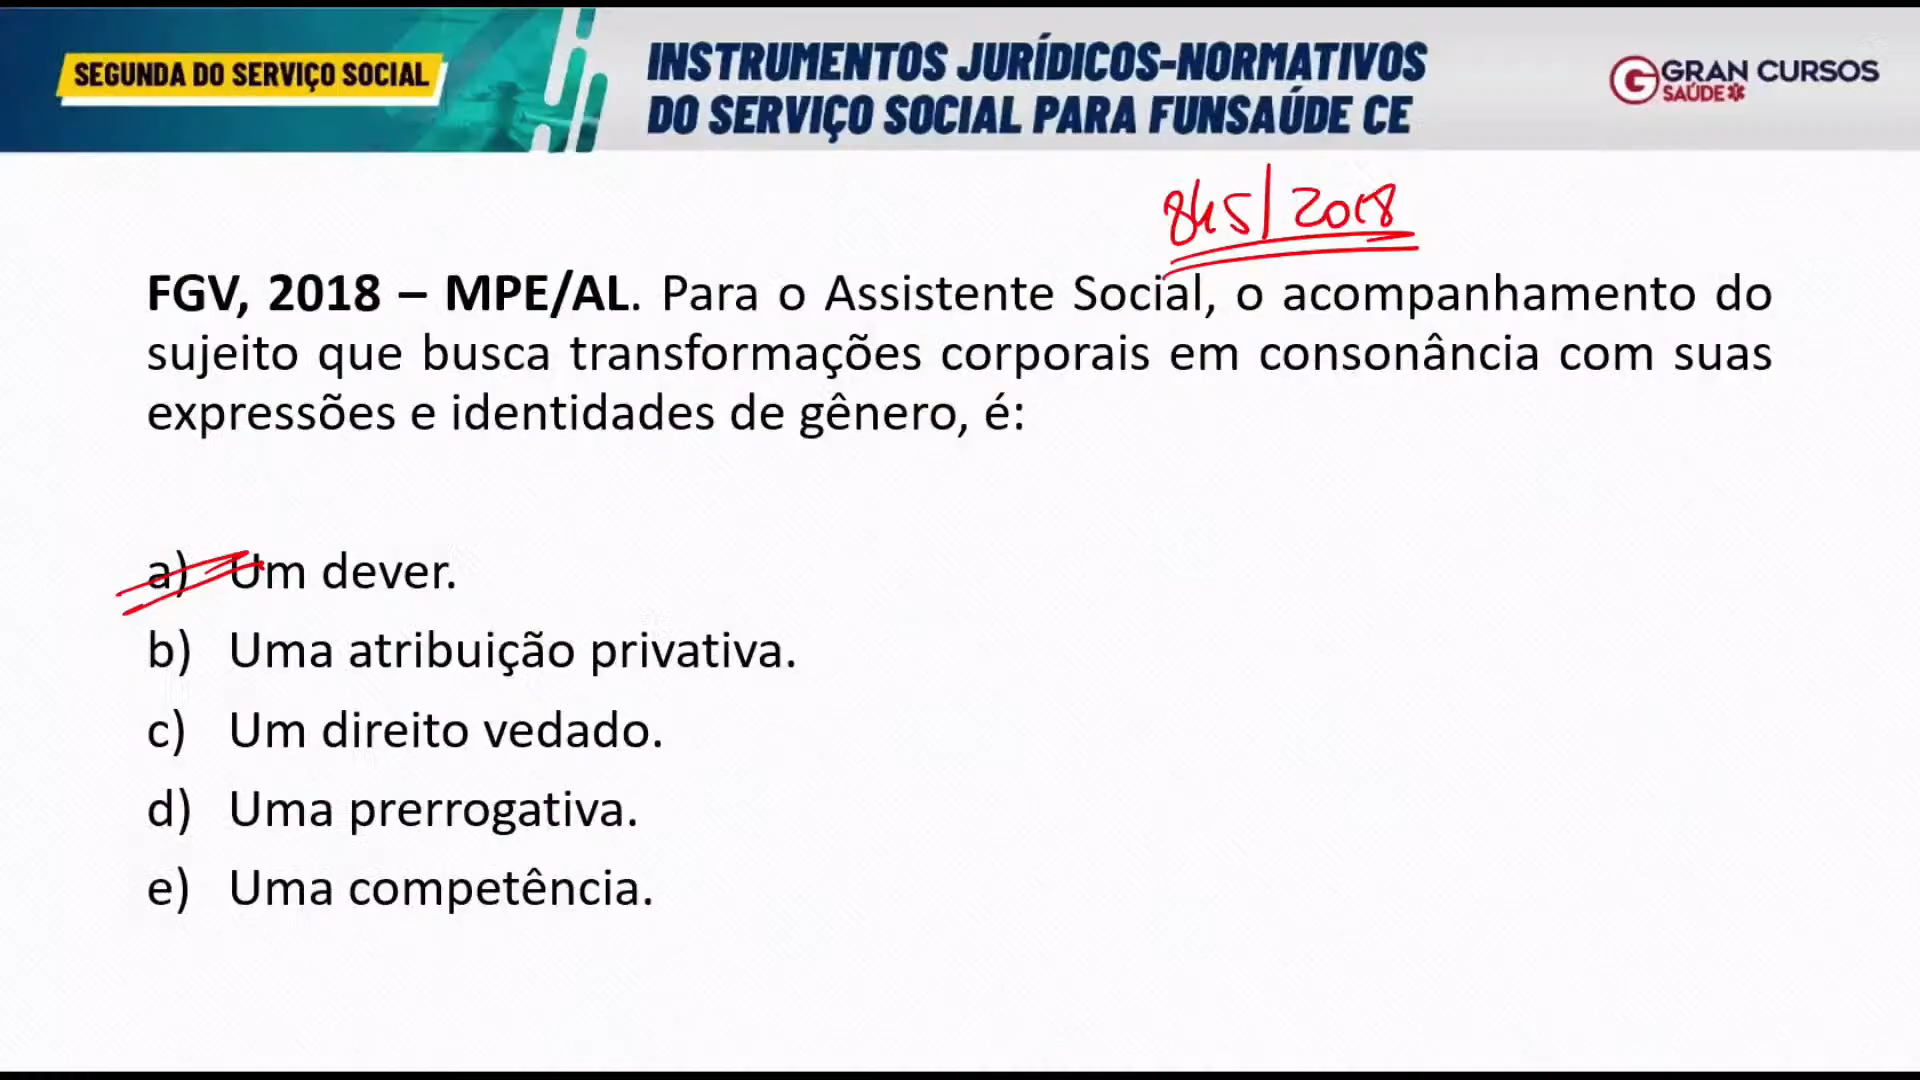 SEGUNDA DO SERVIÇO SOCIAL
INSTRUMENTOS JURÍDICOS-NORMATIVOS
DO SERVIÇO SOCIAL PARA FUNSAÚDE CE
GRAN CURSOS
SAÚDE
845/2018
FGV, 2018 – MPE/AL. Para o Assistente Social, o acompanhamento do
sujeito que busca transformações corporais em consonância com suas
expressões e identidades de gênero, é:
a) Um dever.
b) Uma atribuição privativa.
c) Um direito vedado.
d) Uma prerrogativa.
e) Uma competência.